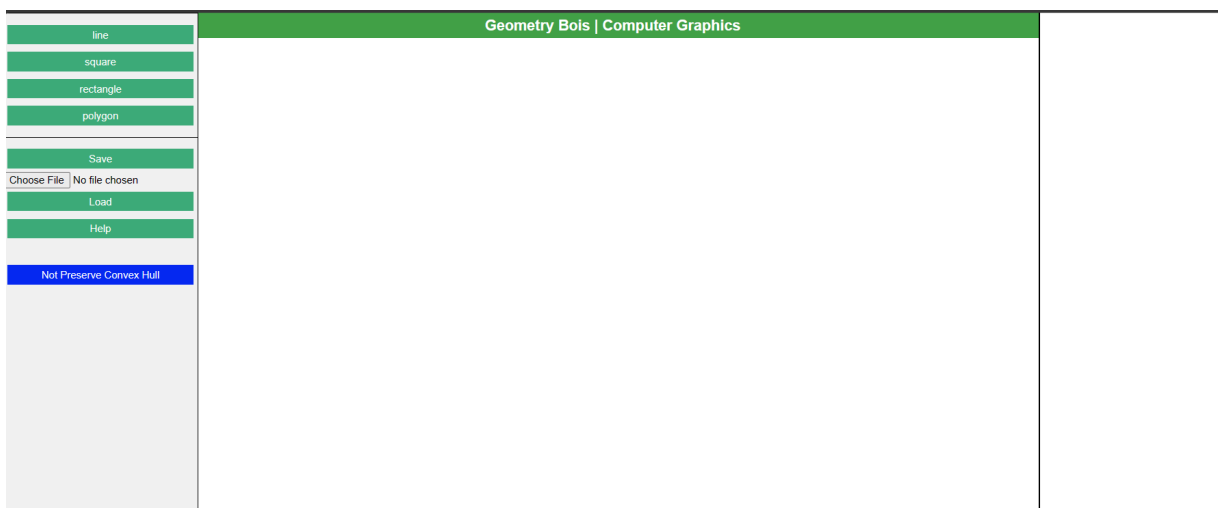 Geometry Bois | Computer Graphics
line
square
rectangle
polygon
Save
Choose File No file chosen
Load
Help
Not Preserve Convex Hull